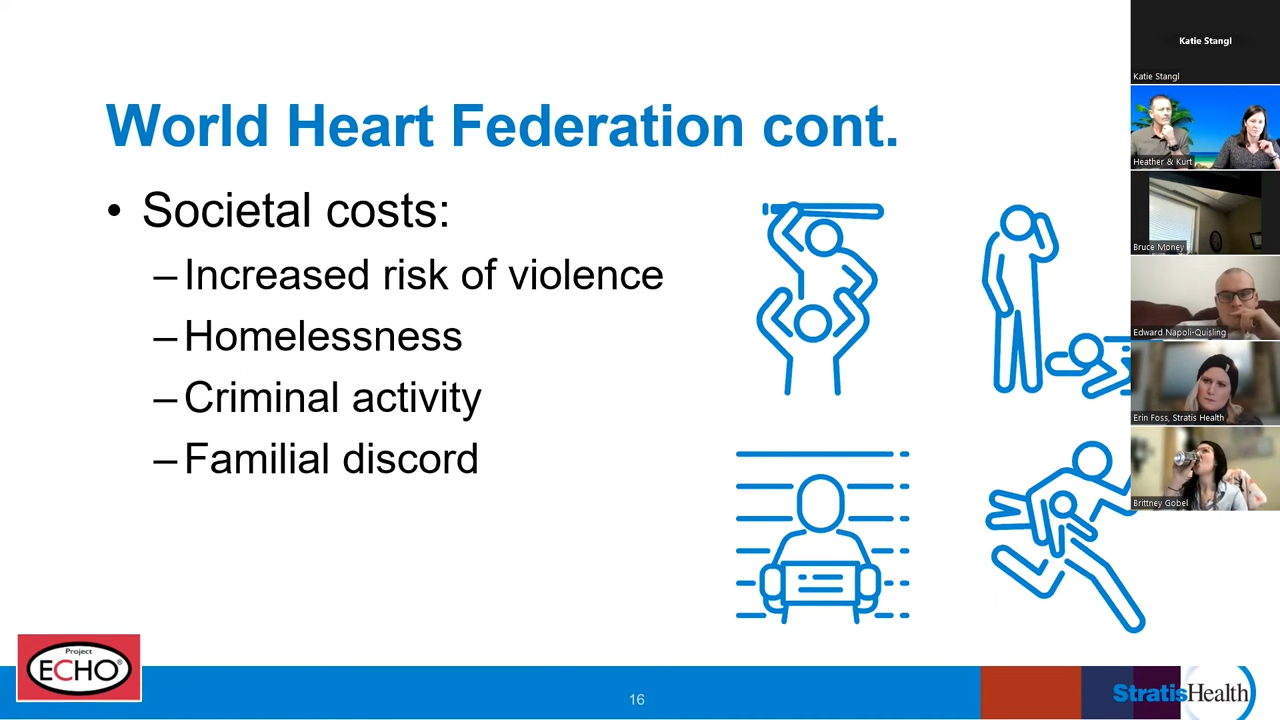 World Heart Federation cont.
• Societal costs:
–Increased risk of violence
–Homelessness
–Criminal activity
–Familial discord
Project
ECHO®
16
StratisHealth
Katie Stangl
Katie Stangl
Heather & Kurt
Bruce Money
Edward Napoli-Quisling
Erin Foss, Stratis Health
Brittney Gobel